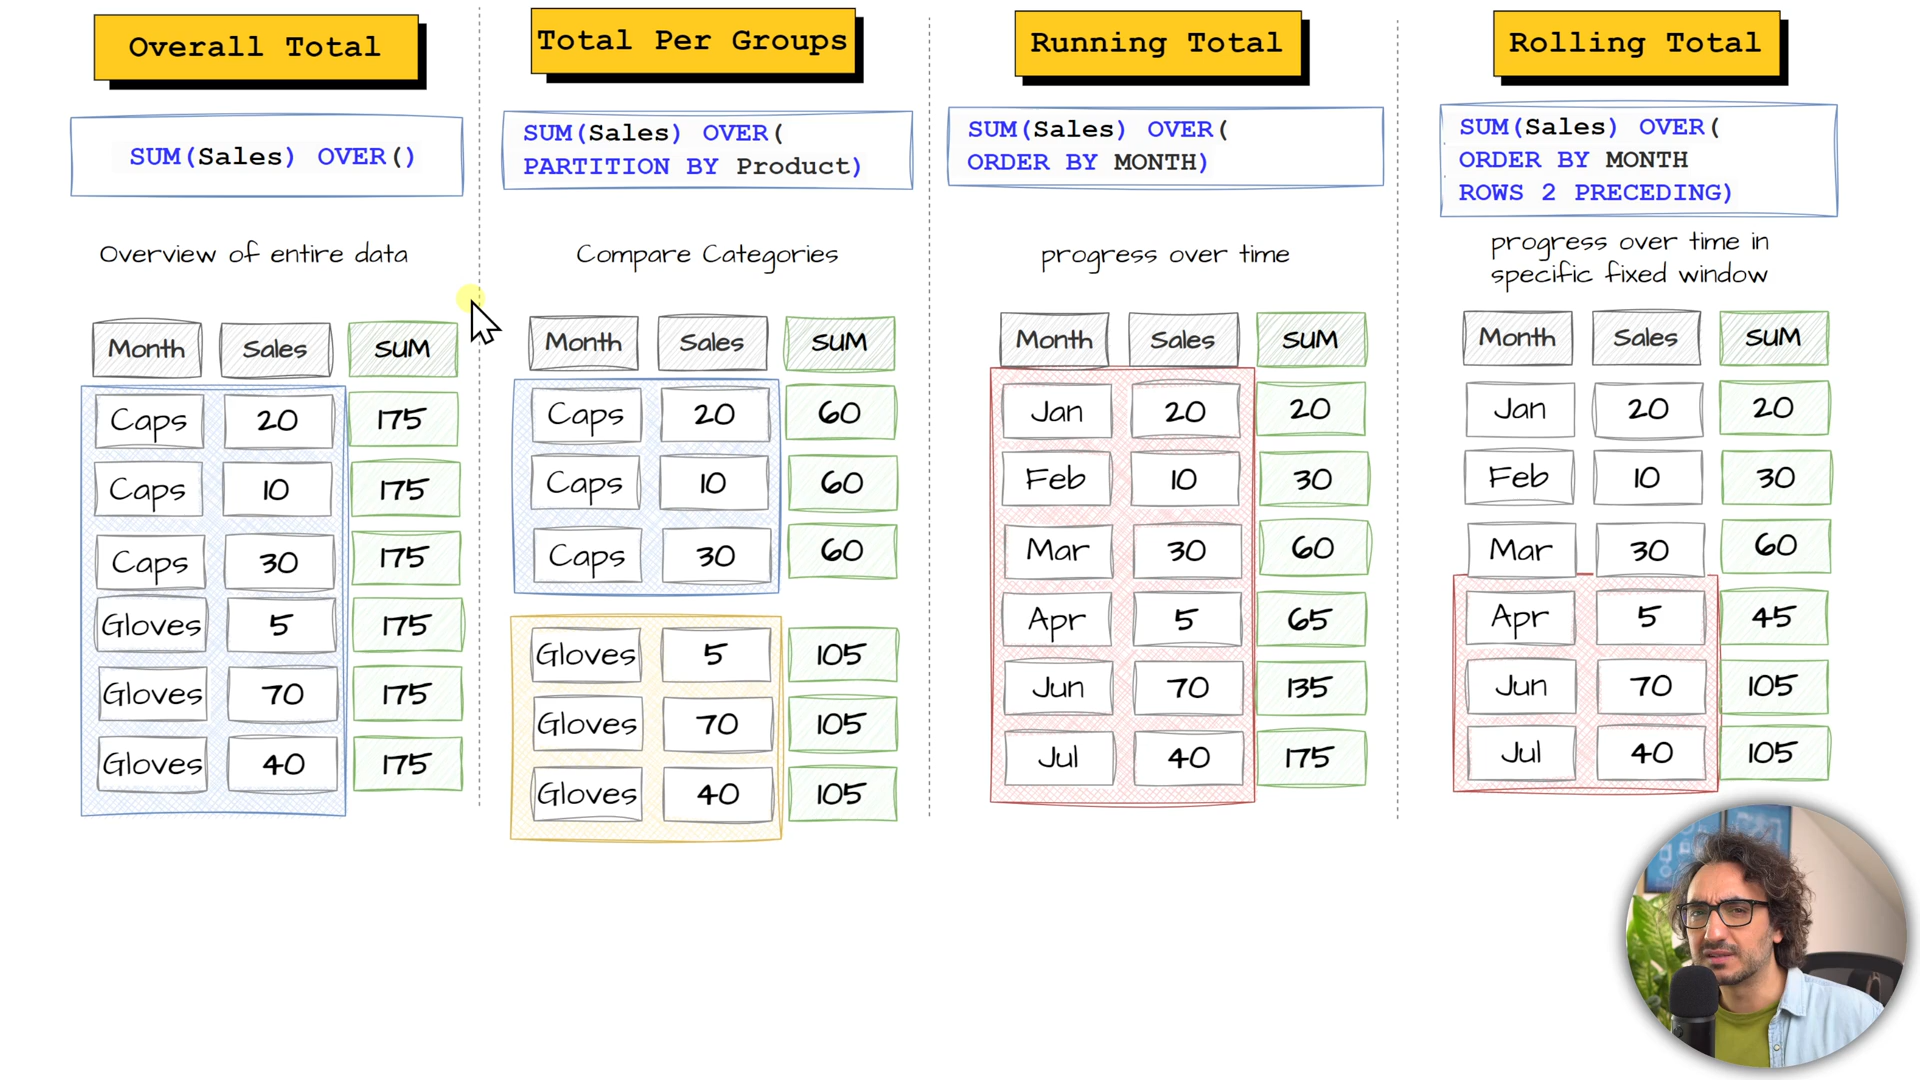 Overall Total
SUM(Sales) OVER()
Overview of entire data
Month Sales SUM
Caps 20 175
Caps 10 175
Caps 30 175
Gloves 5 175
Gloves 70 175
Gloves 40 175
Total Per Groups
SUM(Sales) OVER(
PARTITION BY Product)
Compare Categories
Month Sales SUM
Caps 20 60
Caps 10 60
Caps 30 60
Gloves 5 105
Gloves 70 105
Gloves 40 105
Running Total
SUM(Sales) OVER(
ORDER BY MONTH)
progress over time
Month Sales SUM
Jan 20 20
Feb 10 30
Mar 30 60
Apr 5 65
Jun 70 135
Jul 40 175
Rolling Total
SUM(Sales) OVER(
ORDER BY MONTH
ROWS 2 PRECEDING)
progress over time in
specific fixed window
Month Sales SUM
Jan 20 20
Feb 10 30
Mar 30 60
Apr 5 45
Jun 70 105
Jul 40 105